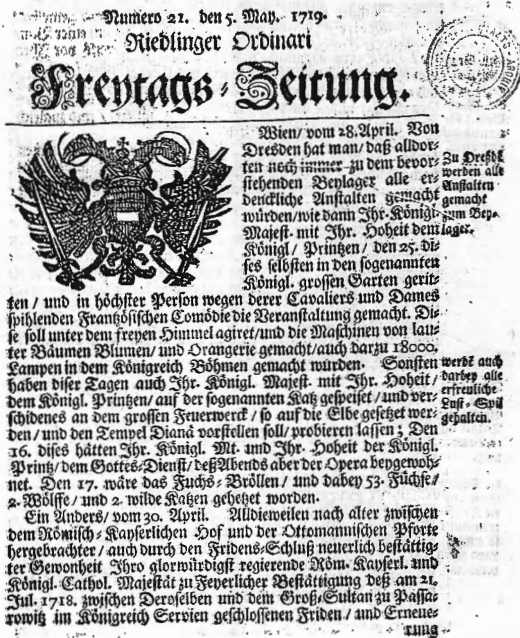 Numero 21. den 5. May. 1719.
Riedlinger Ordinari
Freytags-Zeitung.
Wien/ vom 28. April. Von
Dresden hat man/ daß alldor-
ten noch immer zu dem bevor-
stehenden Beylager alle er-
denckliche Anstalten gemacht
würden/ wie dann Ihr. Königl.
Majest. mit Ihr. Hoheit dem
Königl/ Printzen/ den 25. di-
ses selbsten in den sogenannten
Königl. grossen Garten gerit-
ten/ und in höchster Person wegen derer Cavaliers und Dames
spihlenden Frantzösischen Comödie die Veranstaltung gemacht. Di-
se soll unter dem freyen Himmel agiret/ und die Maschinen von lau-
ter Bäumen Blumen/ und Orangerie gemacht/ auch darzu 18000.
Lampen in dem Königreich Böhmen gemacht würden. Sonsten
haben diser Tagen auch Ihr. Königl. Majest. mit Ihr. Hoheit/
dem Königl. Printzen/ auf der sogenannten Katz gespeiset/ und ver-
schidenes an dem grossen Feuerwerck/ so auf die Elbe gesetzet wer-
den/ und den Tempel Dianä vorstellen soll/ probieren lassen; Den
16. dises hätten Ihr. Königl. Mt. und Ihr. Hoheit der Königl.
Printz/ dem Gottes-Dienst/ deß Abends aber der Opera beygewoh-
net. Den 17. wäre das Fuchs-Bröllen/ und dabey 53. Füchse/
2. Wölffe/ und 2. wilde Katzen gehetzet worden.
Ein Anders/ vom 30. April. Alldieweilen nach alter zwischen
dem Römisch-Kayserlichen Hof und der Ottomannischen Pforte
hergebrachter/ auch durch den Fridens-Schluß neuerlich bestättig-
ter Gewonheit Ihro glorwürdigst regierende Röm. Kayserl. und
Königl. Cathol. Majestät zu Feyerlicher Bestätigung deß am 21.
Jul. 1718. zwischen Deroselben und dem Groß-Sultan zu Passa-
rowitz im Königreich Servien geschlossenen Friden/ und Erneue-
rung
Zu Dreßd.
werden alle
Anstalten
gemacht
zum Bey-
lager.
werdt auch
darbey alle
erfreuliche
Lust-Spil
gehalten.